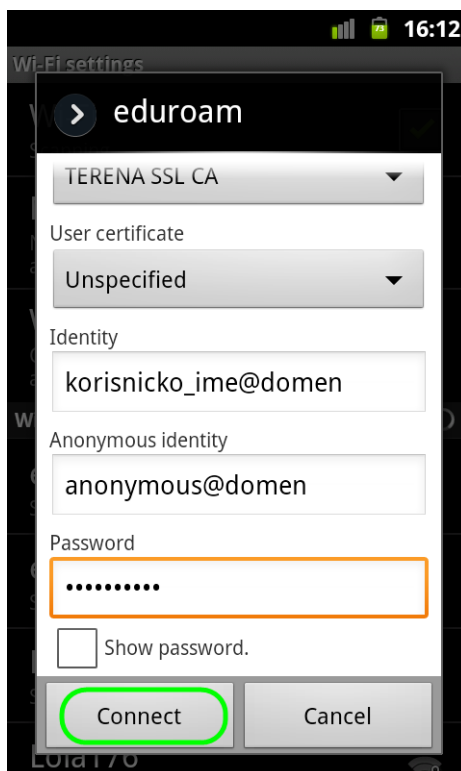 73 16:12
Wi-Fi settings
eduroam
TERENA SSL CA
User certificate
Unspecified
Identity
korisnicko_ime@domen
Anonymous identity
anonymous@domen
Password
••••••••••
Show password.
Connect Cancel